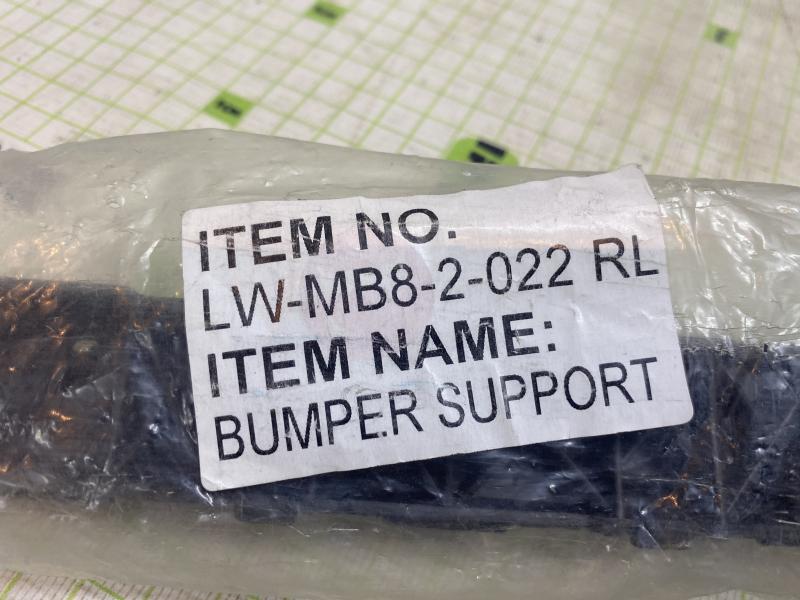 ITEM NO.
LW-MB8-2-022 RL
ITEM NAME:
BUMPER SUPPORT